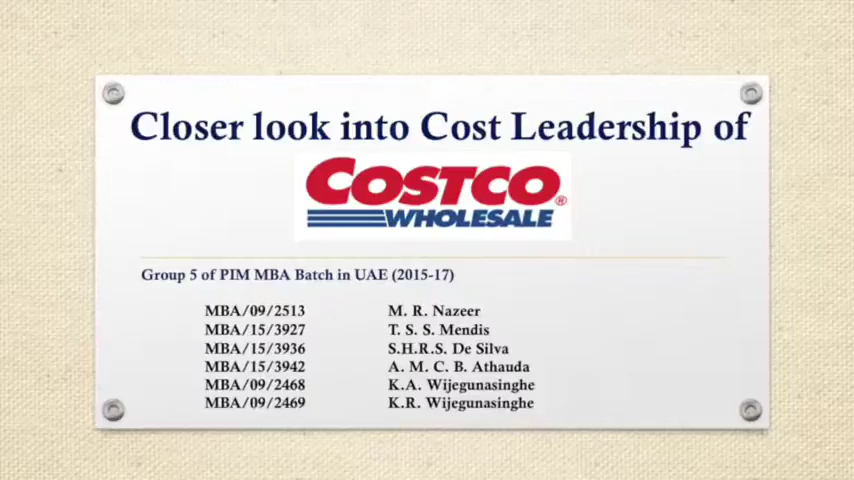 Closer look into Cost Leadership of
COSTCO®
WHOLESALE
Group 5 of PIM MBA Batch in UAE (2015-17)
MBA/09/2513 M. R. Nazeer
MBA/15/3927 T. S. S. Mendis
MBA/15/3936 S.H.R.S. De Silva
MBA/15/3942 A. M. C. B. Athauda
MBA/09/2468 K.A. Wijegunasinghe
MBA/09/2469 K.R. Wijegunasinghe